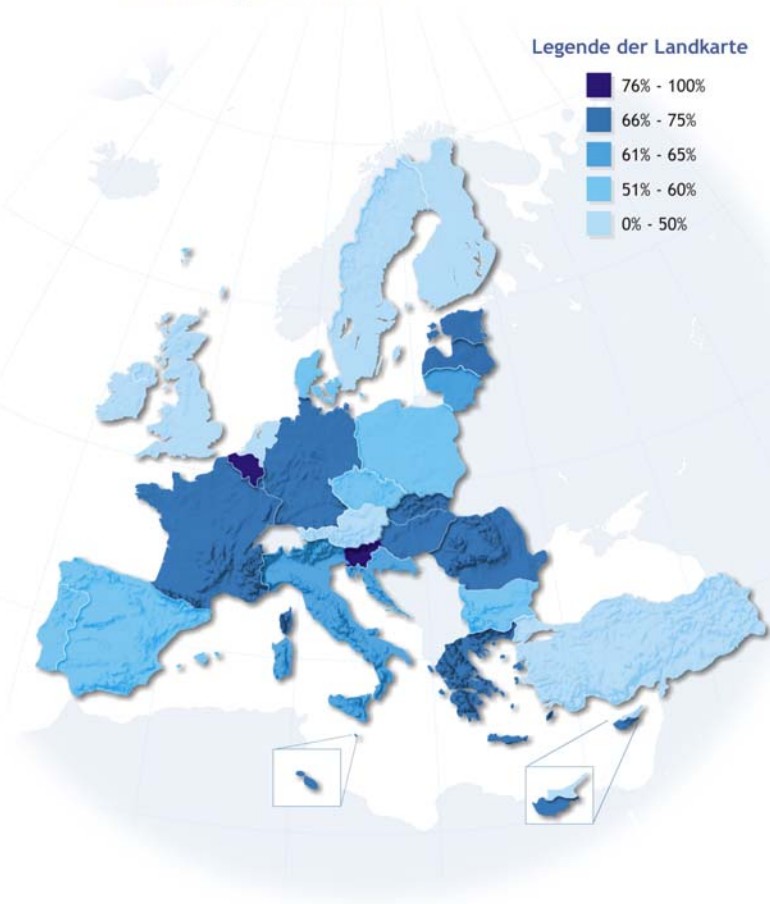 Legende der Landkarte
76% - 100%
66% - 75%
61% - 65%
51% - 60%
0% - 50%